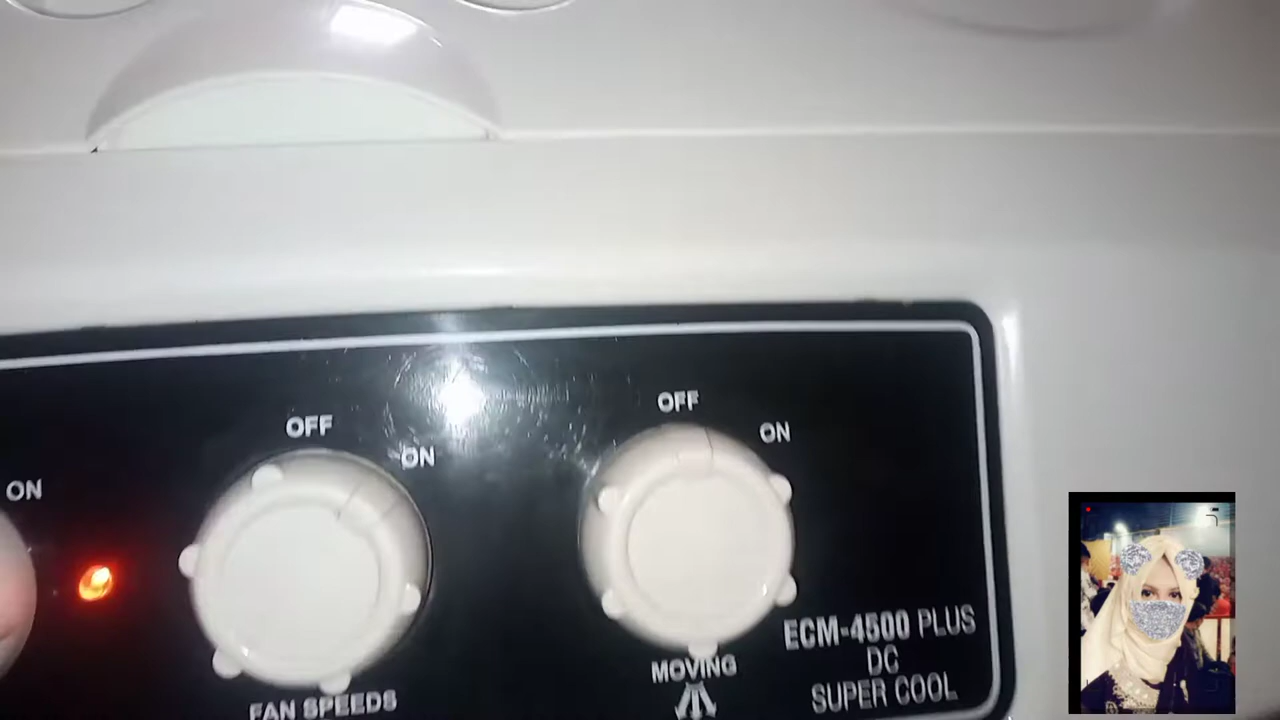 OFF
ON
OFF
ON
ON
FAN SPEEDS
MOVING
ECM-4500 PLUS
DC
SUPER COOL